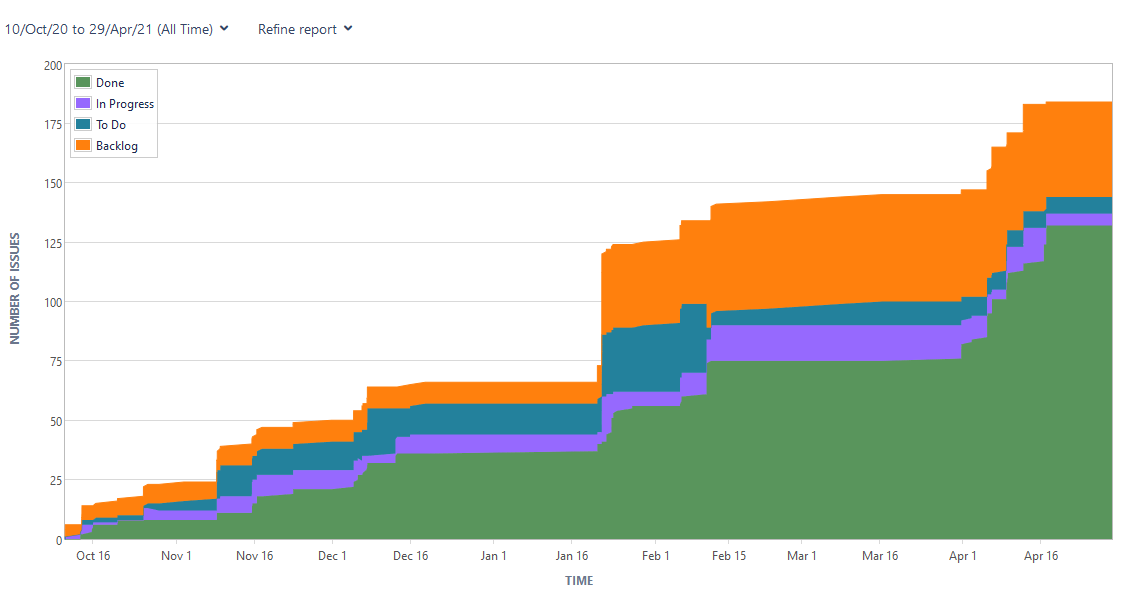 10/Oct/20 to 29/Apr/21 (All Time) Refine report
200
175
150
125
100
75
50
25
0
NUMBER OF ISSUES
Done
In Progress
To Do
Backlog
Oct 16 Nov 1 Nov 16 Dec 1 Dec 16 Jan 1 Jan 16 Feb 1 Feb 15 Mar 1 Mar 16 Apr 1 Apr 16
TIME